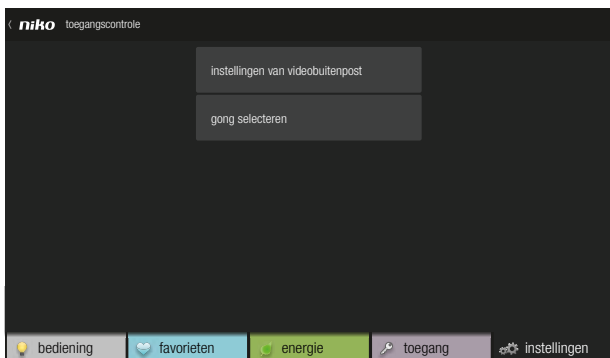 niko toegangscontrole
instellingen van videobuitenpost
gong selecteren
bediening favorieten energie toegang instellingen